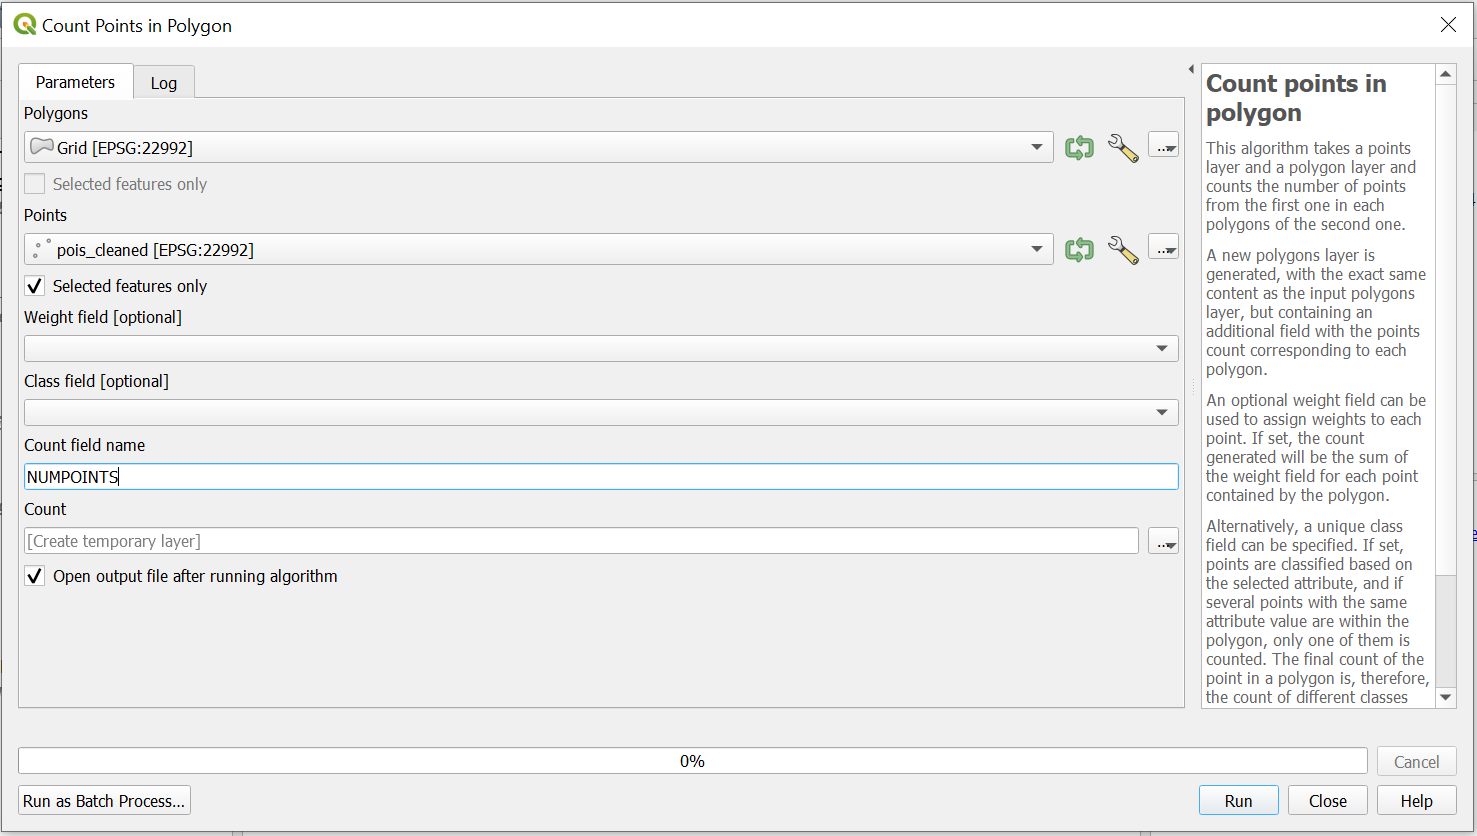 Count Points in Polygon
Parameters
Log
Polygons
Grid [EPSG:22992]
...
Selected features only
Points
pois_cleaned [EPSG:22992]
...
Selected features only
Weight field [optional]
Class field [optional]
Count field name
NUMPOINTS
Count
[Create temporary layer]
...
Open output file after running algorithm
Count points in
polygon
This algorithm takes a points
layer and a polygon layer and
counts the number of points
from the first one in each
polygons of the second one.
A new polygons layer is
generated, with the exact same
content as the input polygons
layer, but containing an
additional field with the points
count corresponding to each
polygon.
An optional weight field can be
used to assign weights to each
point. If set, the count
generated will be the sum of
the weight field for each point
contained by the polygon.
Alternatively, a unique class
field can be specified. If set,
points are classified based on
the selected attribute, and if
several points with the same
attribute value are within the
polygon, only one of them is
counted. The final count of the
point in a polygon is, therefore,
the count of different classes
0%
Cancel
Run as Batch Process...
Run
Close
Help